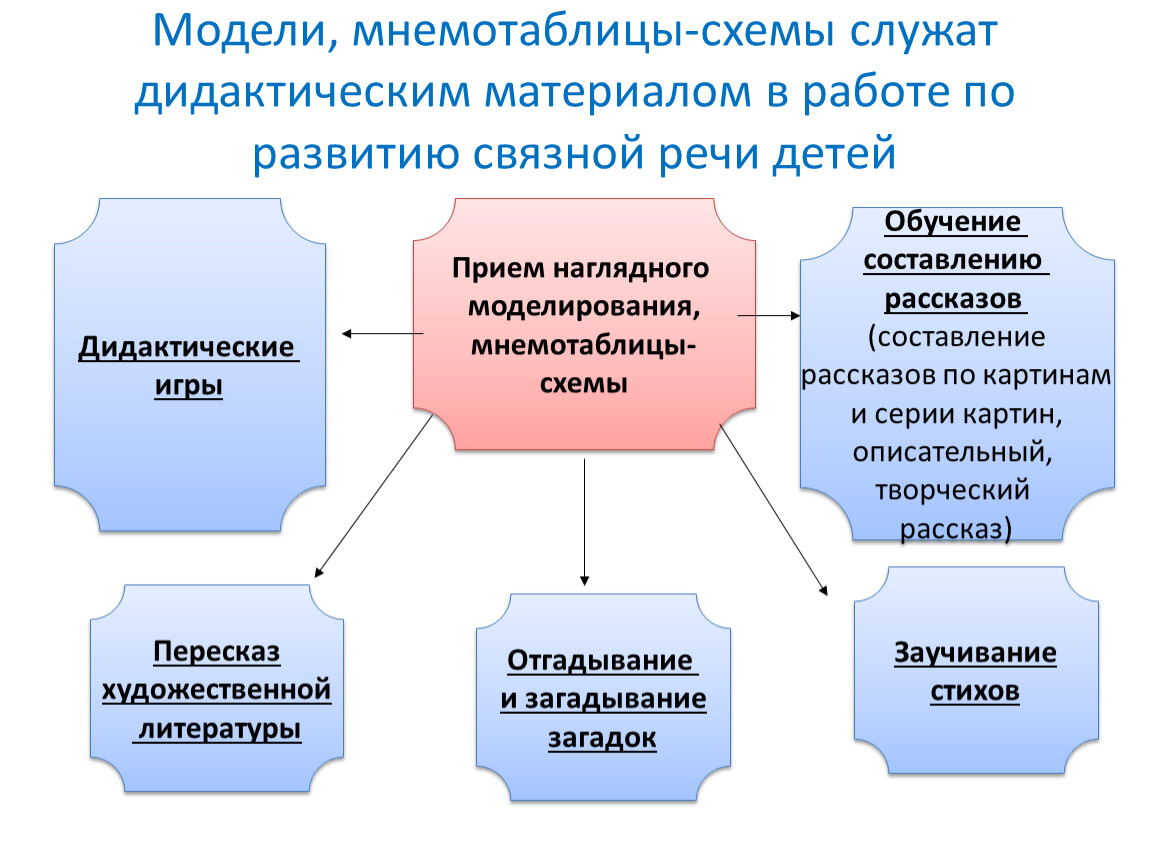 Модели, мнемотаблицы-схемы служат
дидактическим материалом в работе по
развитию связной речи детей
Дидактические
игры
Прием наглядного
моделирования,
мнемотаблицы-
схемы
Обучение
составлению
рассказов
(составление
рассказов по картинам
и серии картин,
описательный,
творческий
рассказ)
Пересказ
художественной
литературы
Отгадывание
и загадывание
загадок
Заучивание
стихов